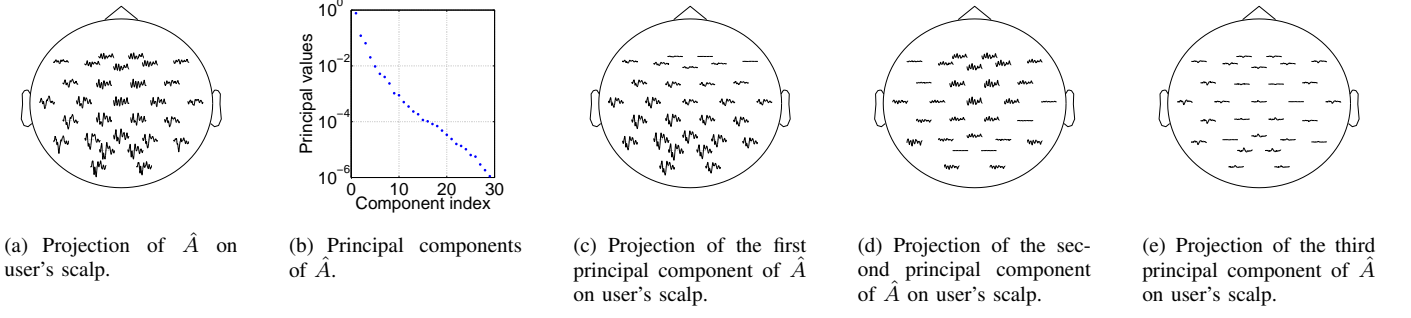 10^0
10^-2
10^-4
10^-6
Principal values
0 10 20 30
Component index
(a) Projection of Â on
user's scalp.
(b) Principal components
of Â.
(c) Projection of the first
principal component of Â
on user's scalp.
(d) Projection of the sec-
ond principal component
of Â on user's scalp.
(e) Projection of the third
principal component of Â
on user's scalp.